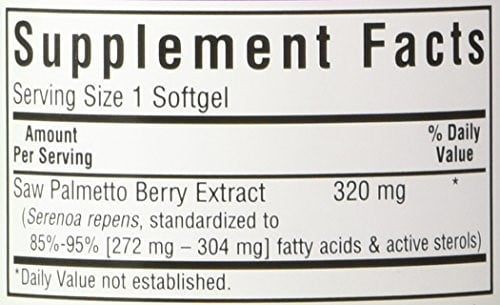 Supplement Facts
Serving Size 1 Softgel
Amount % Daily
Per Serving Value
Saw Palmetto Berry Extract 320 mg *
(Serenoa repens, standardized to
85%-95% [272 mg – 304 mg] fatty acids & active sterols)
*Daily Value not established.